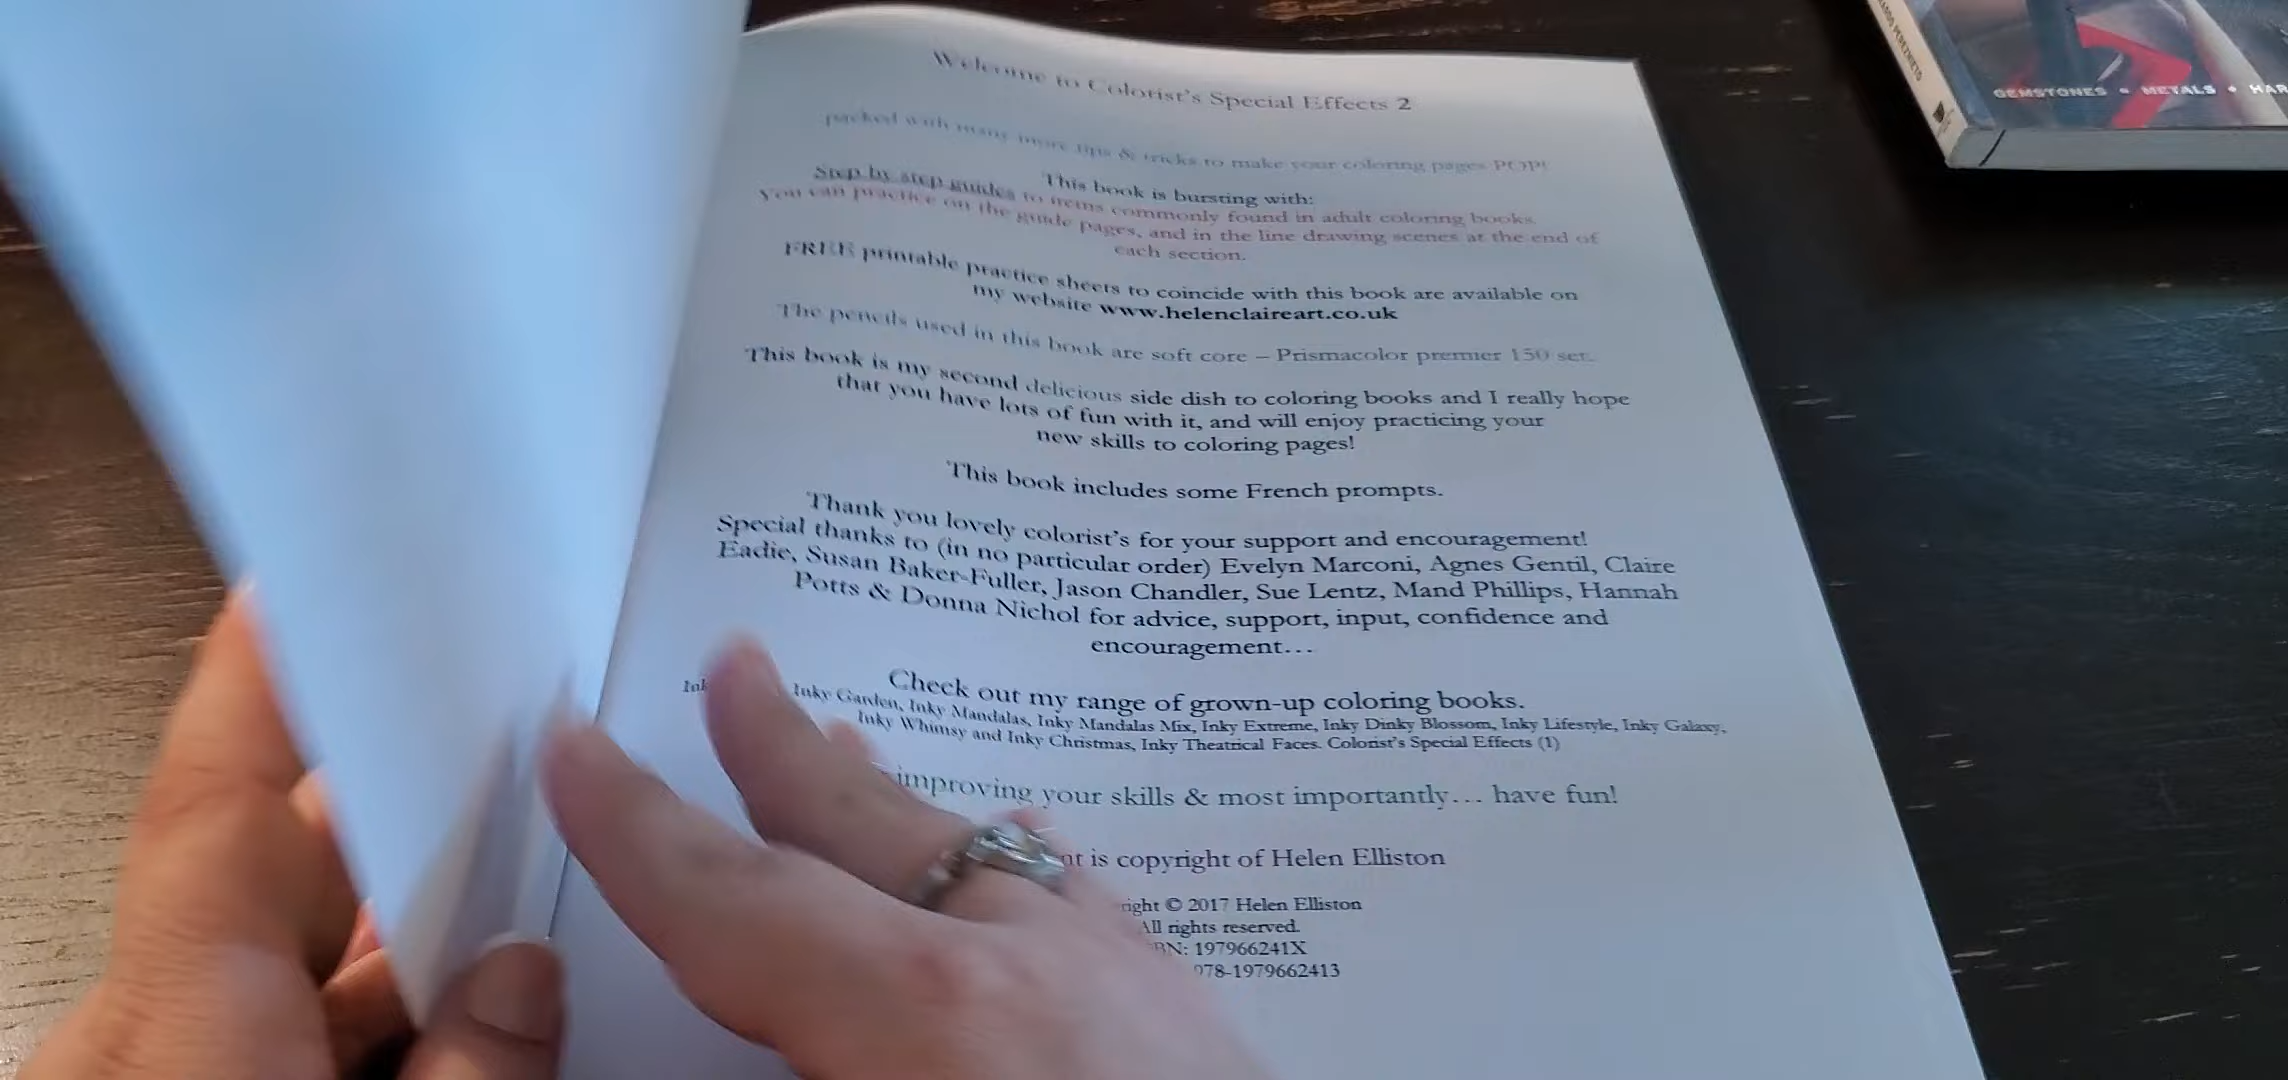 Welcome to Colorist's Special Effects 2
packed with many more tips & tricks to make your coloring pages POP!
This book is bursting with:
Step by step guides to items commonly found in adult coloring books.
You can practice on the guide pages, and in the line drawing scenes at the end of
each section.
FREE printable practice sheets to coincide with this book are available on
my website www.helenclaireart.co.uk
The pencils used in this book are soft core – Prismacolor premier 150 set.
This book is my second delicious side dish to coloring books and I really hope
that you have lots of fun with it, and will enjoy practicing your
new skills to coloring pages!
This book includes some French prompts.
Thank you lovely colorist's for your support and encouragement!
Special thanks to (in no particular order) Evelyn Marconi, Agnes Gentil, Claire
Eadie, Susan Baker-Fuller, Jason Chandler, Sue Lentz, Mand Phillips, Hannah
Potts & Donna Nichol for advice, support, input, confidence and
encouragement…
Check out my range of grown-up coloring books.
Inky Garden, Inky Mandalas, Inky Mandalas Mix, Inky Extreme, Inky Dinky Blossom, Inky Lifestyle, Inky Galaxy,
Inky Whimsy and Inky Christmas, Inky Theatrical Faces. Colorist's Special Effects (1)
improving your skills & most importantly… have fun!
is copyright of Helen Elliston
© 2017 Helen Elliston
All rights reserved.
197966241X
978-1979662413
GEMSTONES • METALS •